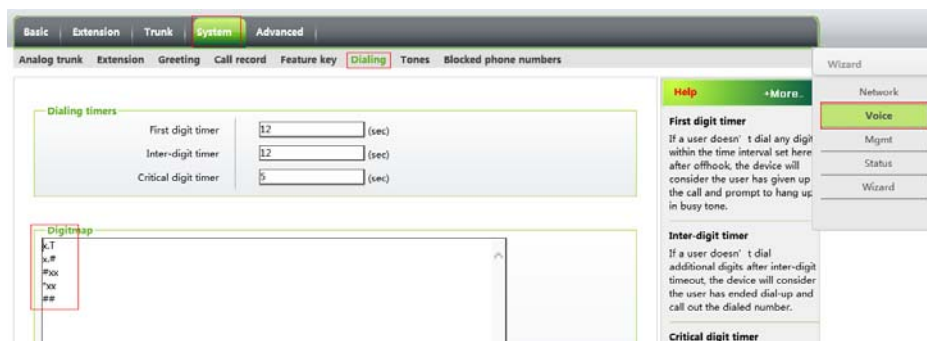 Basic Extension Trunk System Advanced
Analog trunk Extension Greeting Call record Feature key Dialing Tones Blocked phone numbers
Dialing timers
First digit timer 12 (sec)
Inter-digit timer 12 (sec)
Critical digit timer 5 (sec)
Digitmap
x.T
x.#
#xx
*xx
##
Help +More..
First digit timer
If a user doesn't dial any digit
within the time interval set here
after offhook, the device will
consider the user has given up
the call and prompt to hang up
in busy tone.
Inter-digit timer
If a user doesn't dial
additional digits after inter-digit
timeout, the device will consider
the user has ended dial-up and
call out the dialed number.
Critical digit timer
Wizard
Network
Voice
Mgmt
Status
Wizard